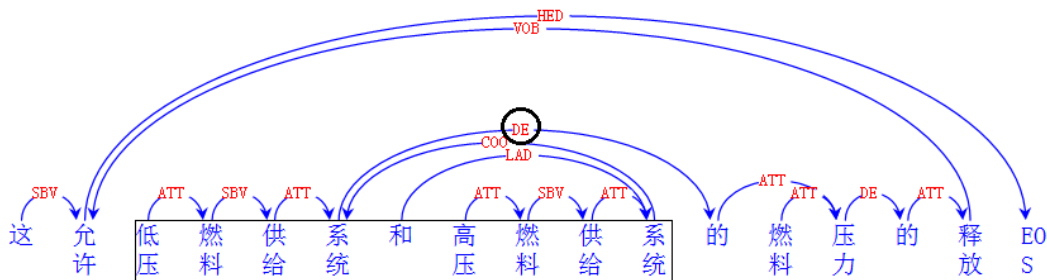 HED
VOB
DE
COO
LAD
SBV ATT SBV ATT ATT SBV ATT ATT ATT DE ATT
这 允许 低压 燃料 供给 系统 和 高压 燃料 供给 系统 的 燃料 压力 的 释放 EOS